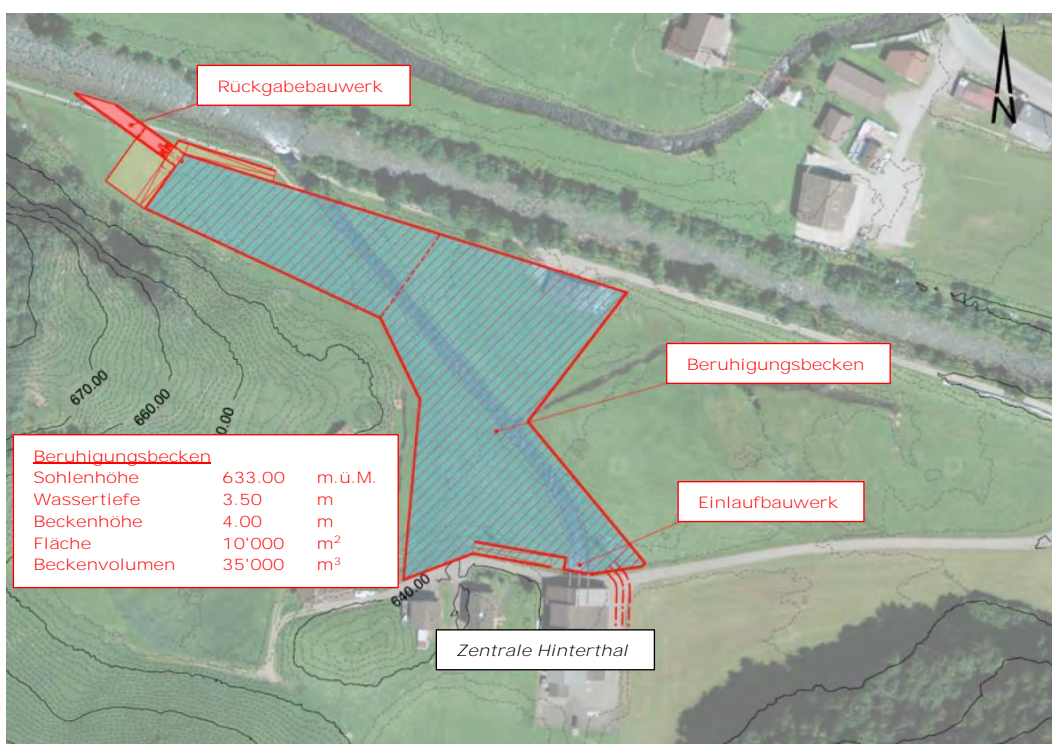 Rückgabebauwerk
N
Beruhigungsbecken
670.00
660.00
Beruhigungsbecken
Sohlenhöhe 633.00 m.ü.M.
Wassertiefe 3.50 m
Beckenhöhe 4.00 m
Fläche 10'000 m²
Beckenvolumen 35'000 m³
Einlaufbauwerk
640.00
Zentrale Hinterthal